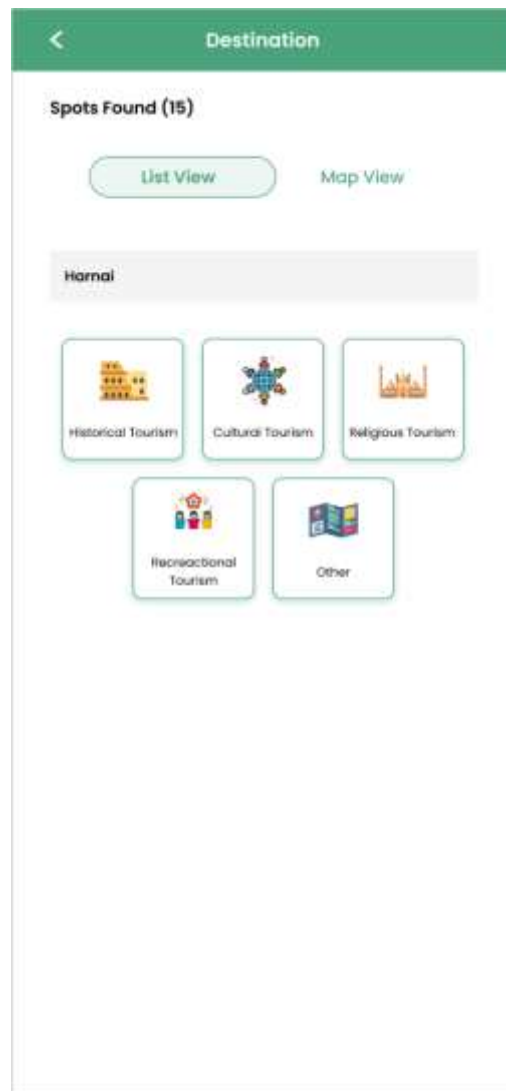 Destination
Spots Found (15)
List View Map View
Harnai
Historical Tourism Cultural Tourism Religious Tourism
Recreactional
Tourism
Other